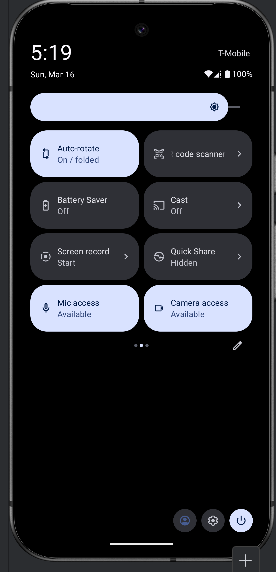 5:19
T-Mobile
Sun, Mar 16
100%
Auto-rotate
On / folded
code scanner
Battery Saver
Off
Cast
Off
Screen record
Start
Quick Share
Hidden
Mic access
Available
Camera access
Available